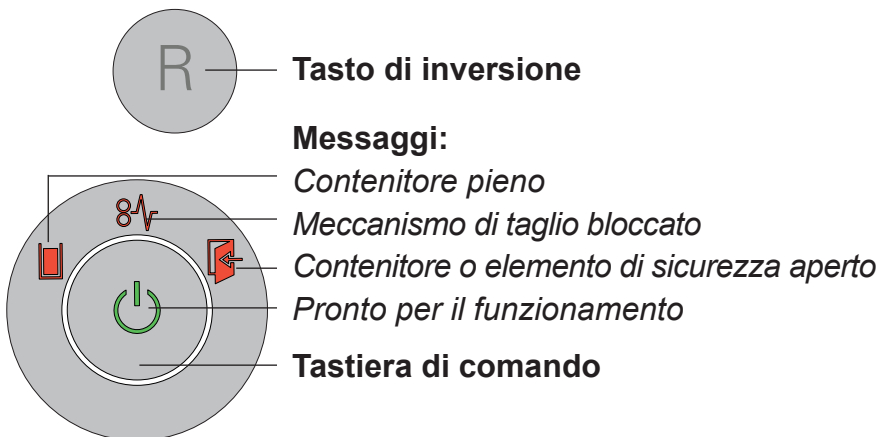 R
Tasto di inversione
Messaggi:
Contenitore pieno
Meccanismo di taglio bloccato
Contenitore o elemento di sicurezza aperto
Pronto per il funzionamento
Tastiera di comando